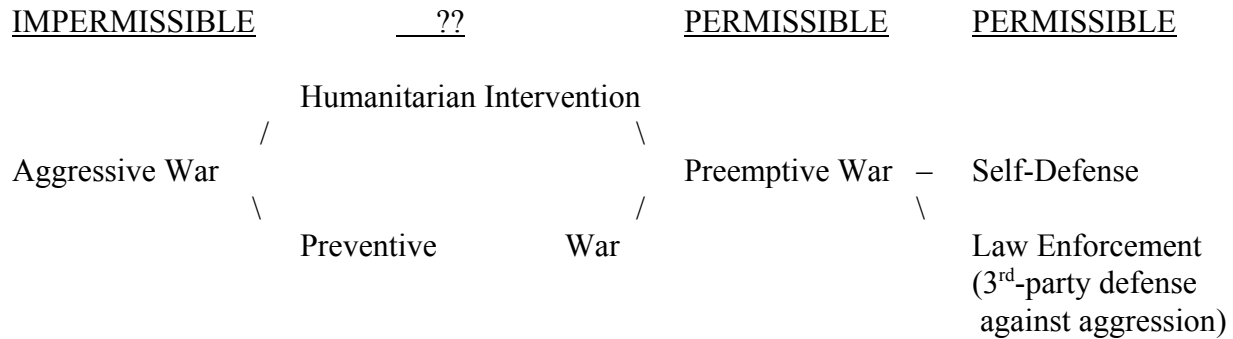 IMPERMISSIBLE ?? PERMISSIBLE PERMISSIBLE
Humanitarian Intervention
/ \
Aggressive War Preemptive War – Self-Defense
\ / \
Preventive War Law Enforcement
(3rd-party defense
against aggression)